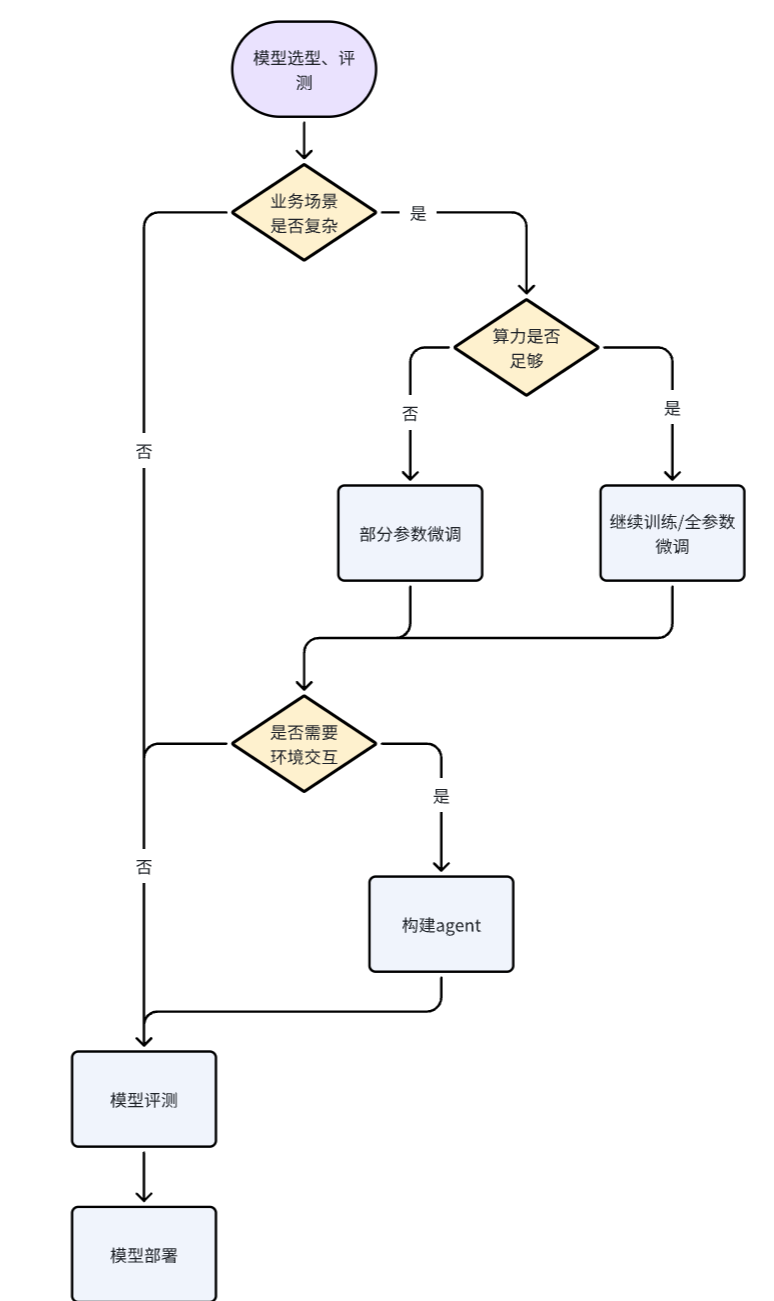 模型选型、评
测
业务场景
是否复杂
是
算力是否
足够
否
是
否
部分参数微调
继续训练/全参数
微调
是否需要
环境交互
是
否
构建agent
模型评测
模型部署